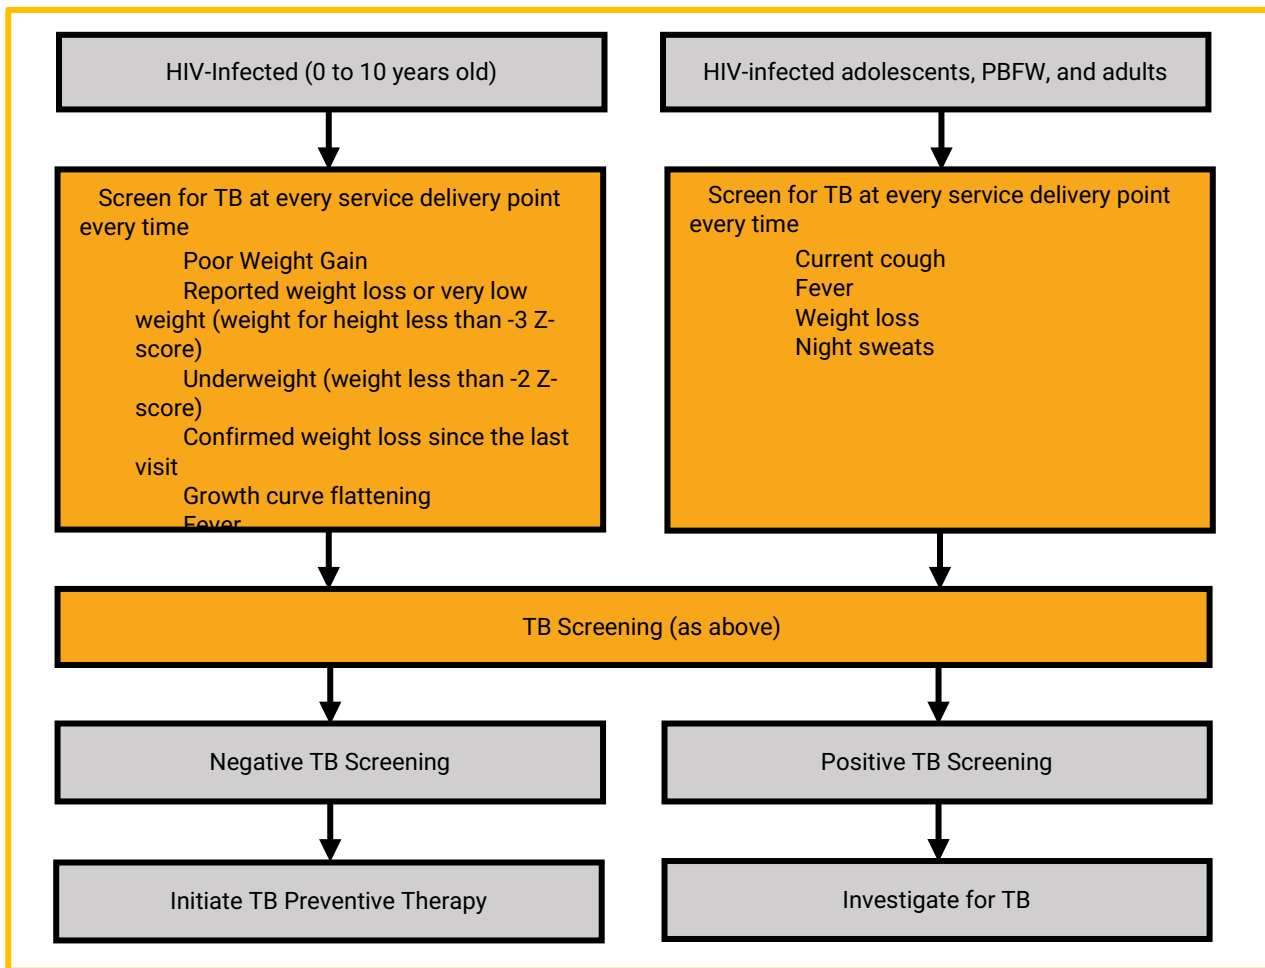 HIV-Infected (0 to 10 years old)
HIV-infected adolescents, PBFW, and adults
Screen for TB at every service delivery point
every time
Poor Weight Gain
Reported weight loss or very low
weight (weight for height less than -3 Z-
score)
Underweight (weight less than -2 Z-
score)
Confirmed weight loss since the last
visit
Growth curve flattening
Fever
Screen for TB at every service delivery point
every time
Current cough
Fever
Weight loss
Night sweats
TB Screening (as above)
Negative TB Screening
Positive TB Screening
Initiate TB Preventive Therapy
Investigate for TB